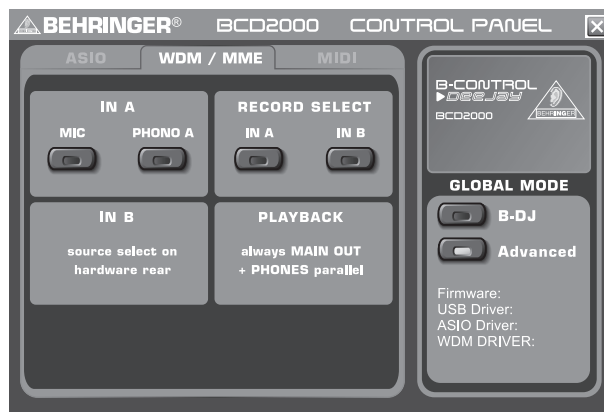 BEHRINGER® BCD2000 CONTROL PANEL
ASIO WDM / MME MIDI
IN A
MIC PHONO A
RECORD SELECT
IN A IN B
IN B
source select on
hardware rear
PLAYBACK
always MAIN OUT
+ PHONES parallel
B-CONTROL
DEEJAY
BCD2000
BEHRINGER
GLOBAL MODE
B-DJ
Advanced
Firmware:
USB Driver:
ASIO Driver:
WDM DRIVER: